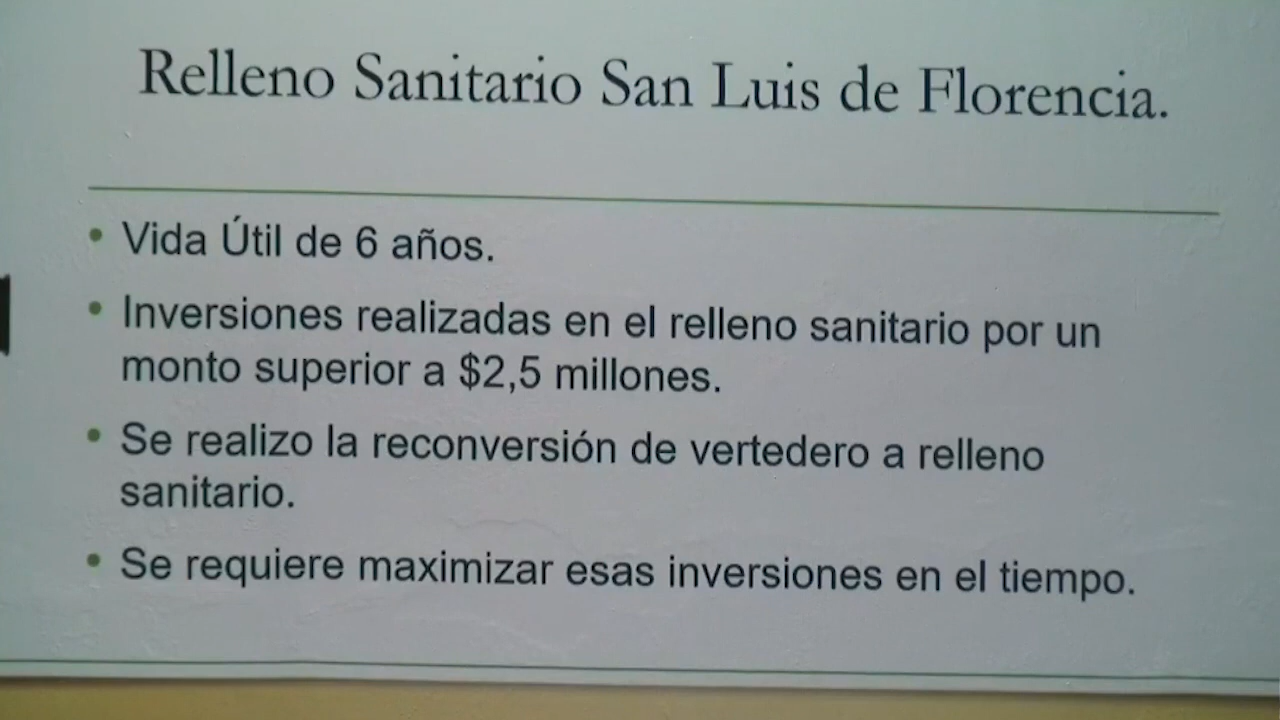 Relleno Sanitario San Luis de Florencia.
• Vida Útil de 6 años.
• Inversiones realizadas en el relleno sanitario por un
monto superior a $2,5 millones.
• Se realizo la reconversión de vertedero a relleno
sanitario.
• Se requiere maximizar esas inversiones en el tiempo.